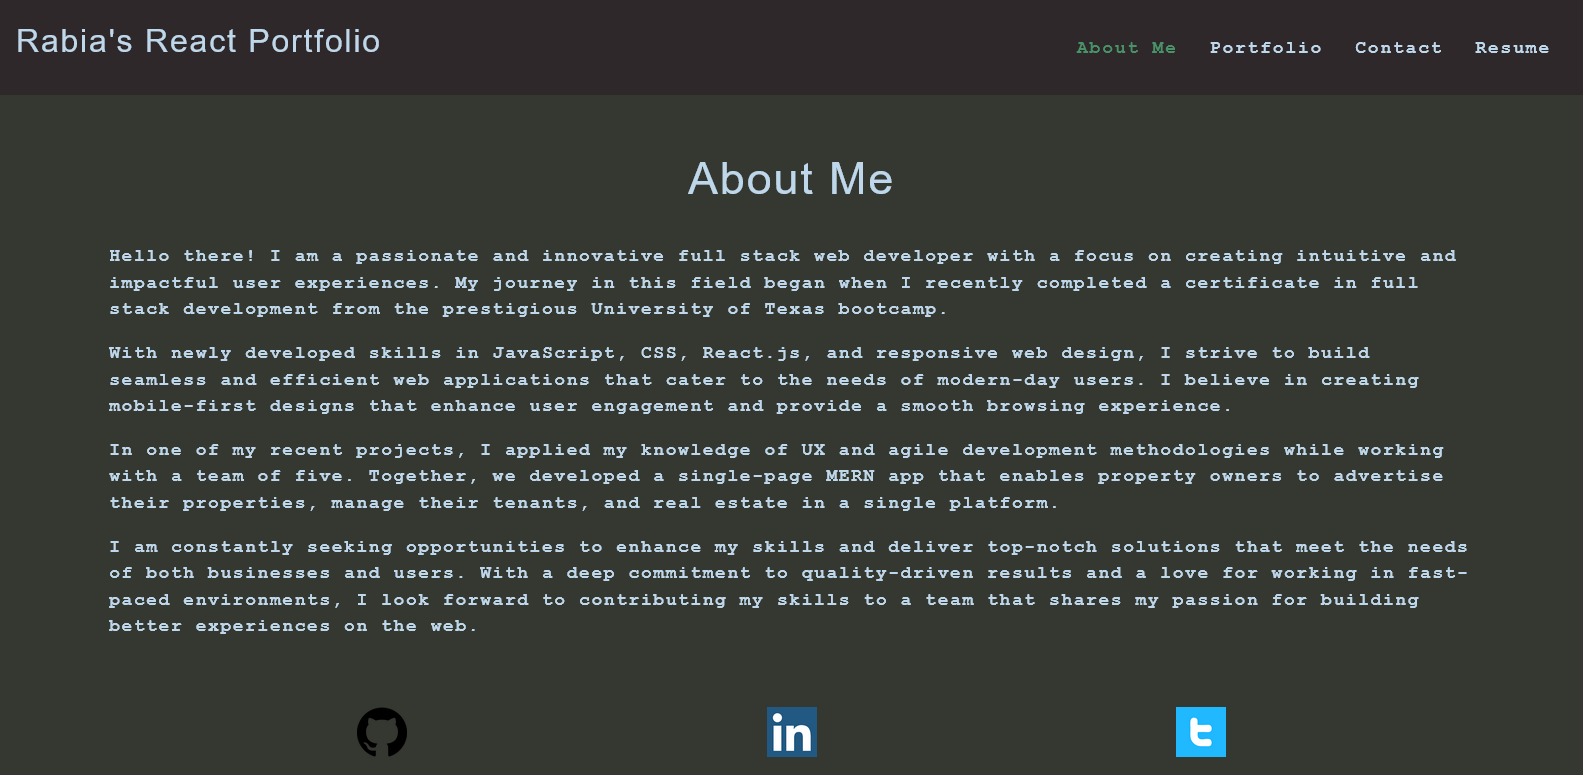 Rabia's React Portfolio
About Me Portfolio Contact Resume
About Me
Hello there! I am a passionate and innovative full stack web developer with a focus on creating intuitive and
impactful user experiences. My journey in this field began when I recently completed a certificate in full
stack development from the prestigious University of Texas bootcamp.
With newly developed skills in JavaScript, CSS, React.js, and responsive web design, I strive to build
seamless and efficient web applications that cater to the needs of modern-day users. I believe in creating
mobile-first designs that enhance user engagement and provide a smooth browsing experience.
In one of my recent projects, I applied my knowledge of UX and agile development methodologies while working
with a team of five. Together, we developed a single-page MERN app that enables property owners to advertise
their properties, manage their tenants, and real estate in a single platform.
I am constantly seeking opportunities to enhance my skills and deliver top-notch solutions that meet the needs
of both businesses and users. With a deep commitment to quality-driven results and a love for working in fast-
paced environments, I look forward to contributing my skills to a team that shares my passion for building
better experiences on the web.
in t